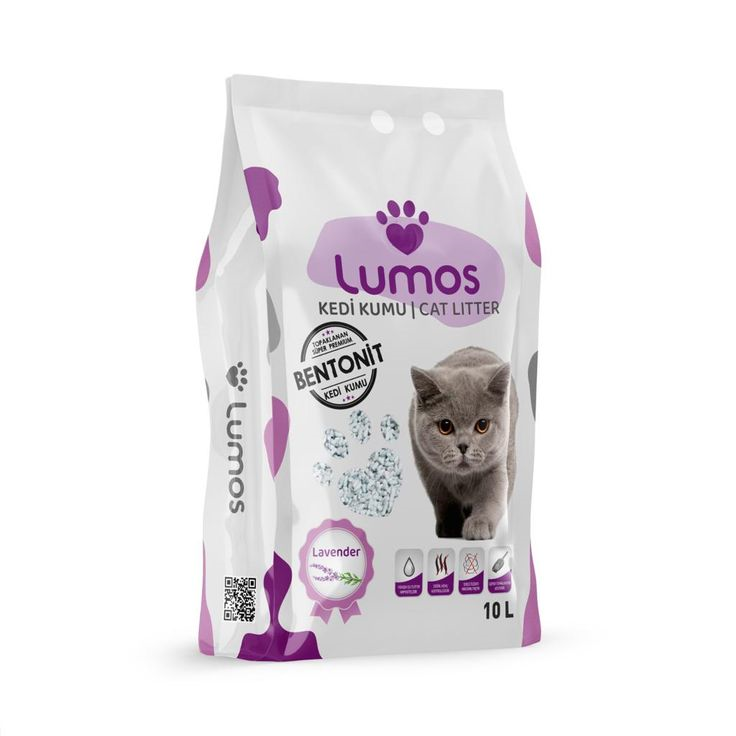 Lumos
KEDİ KUMU | CAT LITTER
TOPAKLANAN
SÜPER PREMIUM
BENTONİT
KEDİ KUMU
Lumos
Lavender
10 L